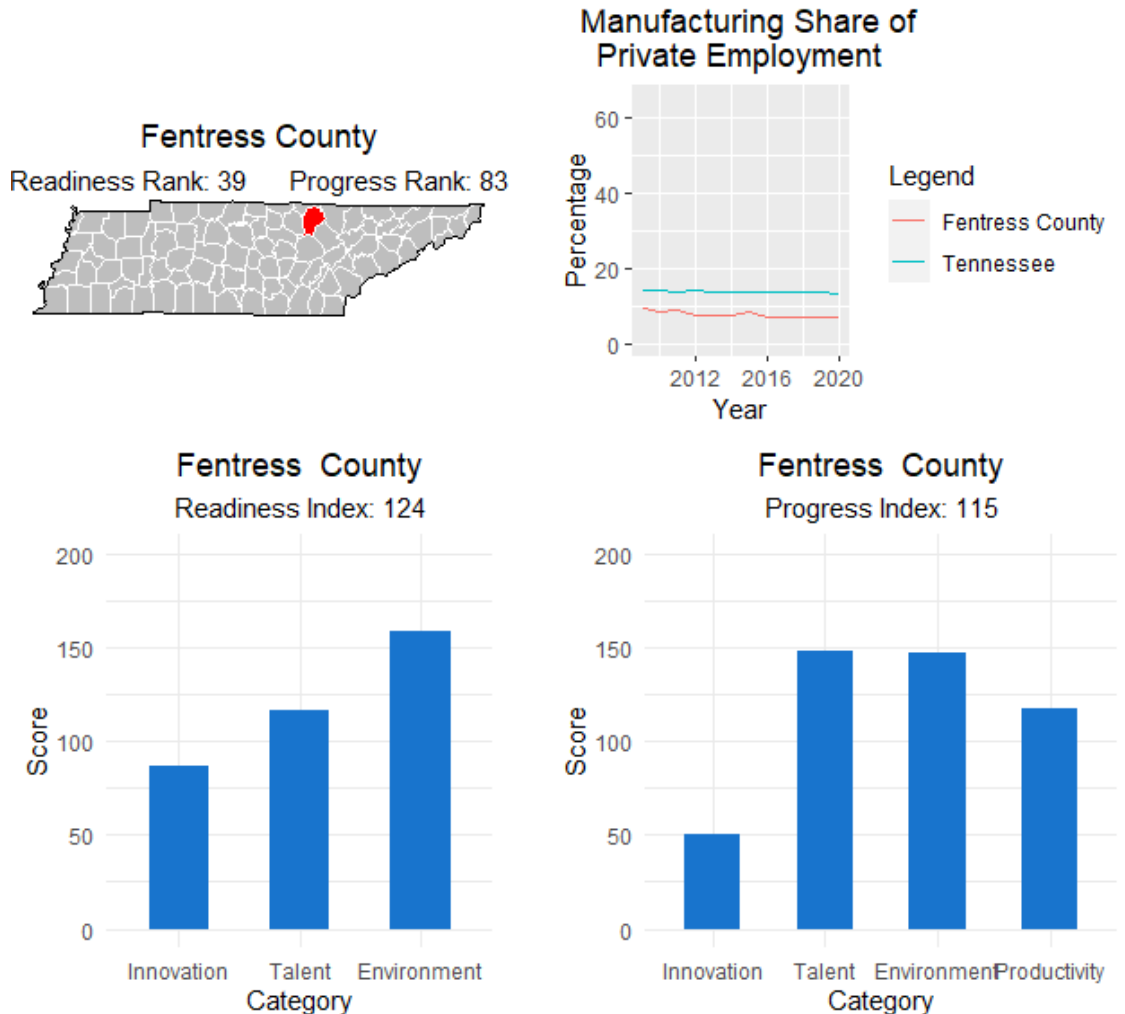 Fentress County
Readiness Rank: 39 Progress Rank: 83
Manufacturing Share of
Private Employment
60
40
20
0
Percentage
2012 2016 2020
Year
Legend
Fentress County
Tennessee
Fentress  County
Readiness Index: 124
200
150
100
50
0
Score
Innovation Talent Environment
Category
Fentress  County
Progress Index: 115
200
150
100
50
0
Score
Innovation Talent Environment Productivity
Category